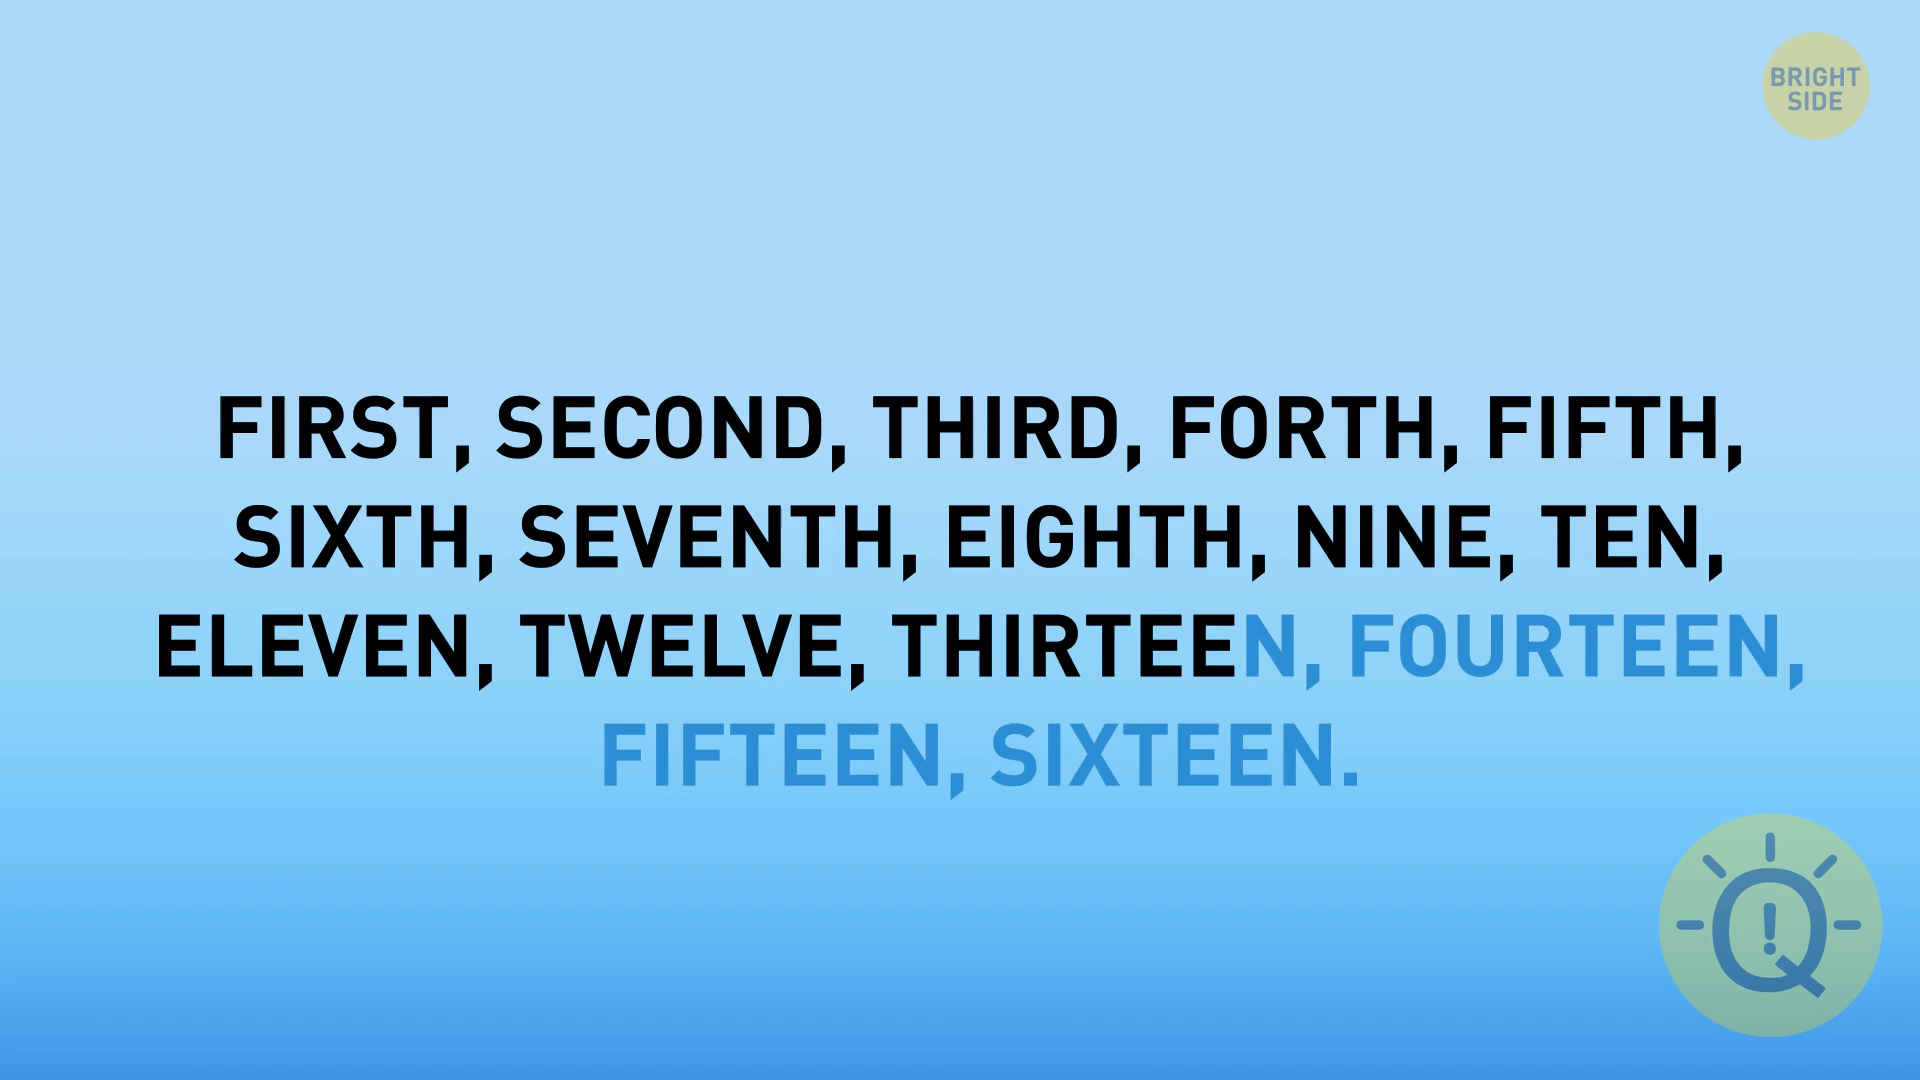 BRIGHT
SIDE
FIRST, SECOND, THIRD, FORTH, FIFTH,
SIXTH, SEVENTH, EIGHTH, NINE, TEN,
ELEVEN, TWELVE, THIRTEEN, FOURTEEN,
FIFTEEN, SIXTEEN.
Q!